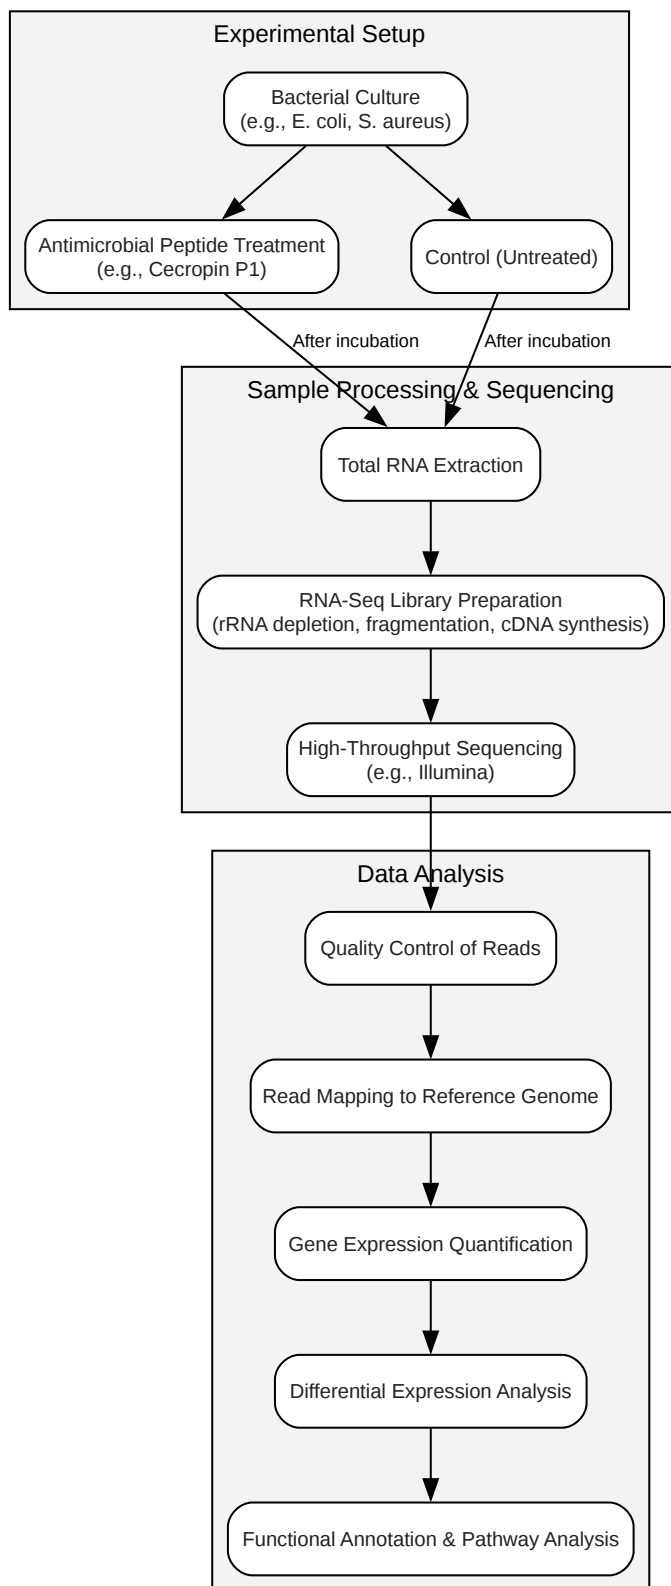 Experimental Setup
Bacterial Culture
(e.g., E. coli, S. aureus)
Antimicrobial Peptide Treatment
(e.g., Cecropin P1)
Control (Untreated)
After incubation
After incubation
Sample Processing & Sequencing
Total RNA Extraction
RNA-Seq Library Preparation
(rRNA depletion, fragmentation, cDNA synthesis)
High-Throughput Sequencing
(e.g., Illumina)
Data Analysis
Quality Control of Reads
Read Mapping to Reference Genome
Gene Expression Quantification
Differential Expression Analysis
Functional Annotation & Pathway Analysis